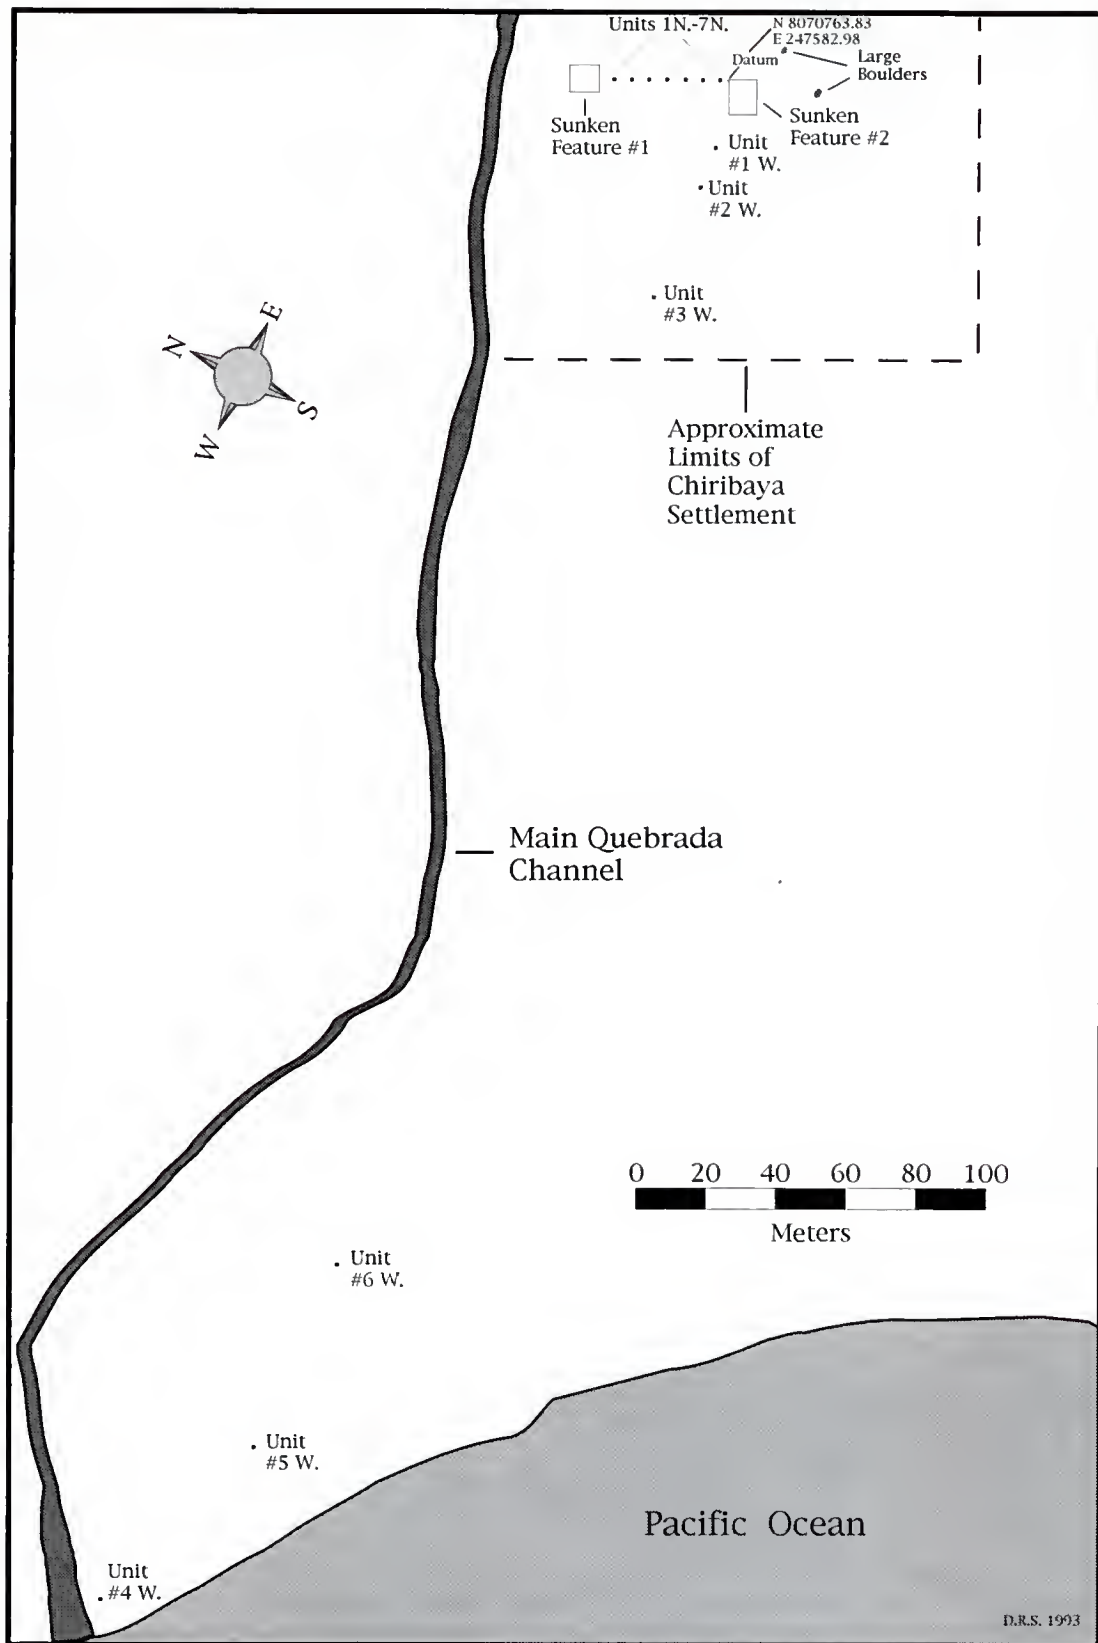 Units 1N.-7N.
N 8070763.83
E 247582.98
Datum
Large
Boulders
Sunken
Feature #1
Sunken
Feature #2
Unit
#1 W.
Unit
#2 W.
Unit
#3 W.
N
E
S
W
Approximate
Limits of
Chiribaya
Settlement
Main Quebrada
Channel
0 20 40 60 80 100
Meters
Unit
#6 W.
Unit
#5 W.
Unit
#4 W.
Pacific Ocean
D.R.S. 1993